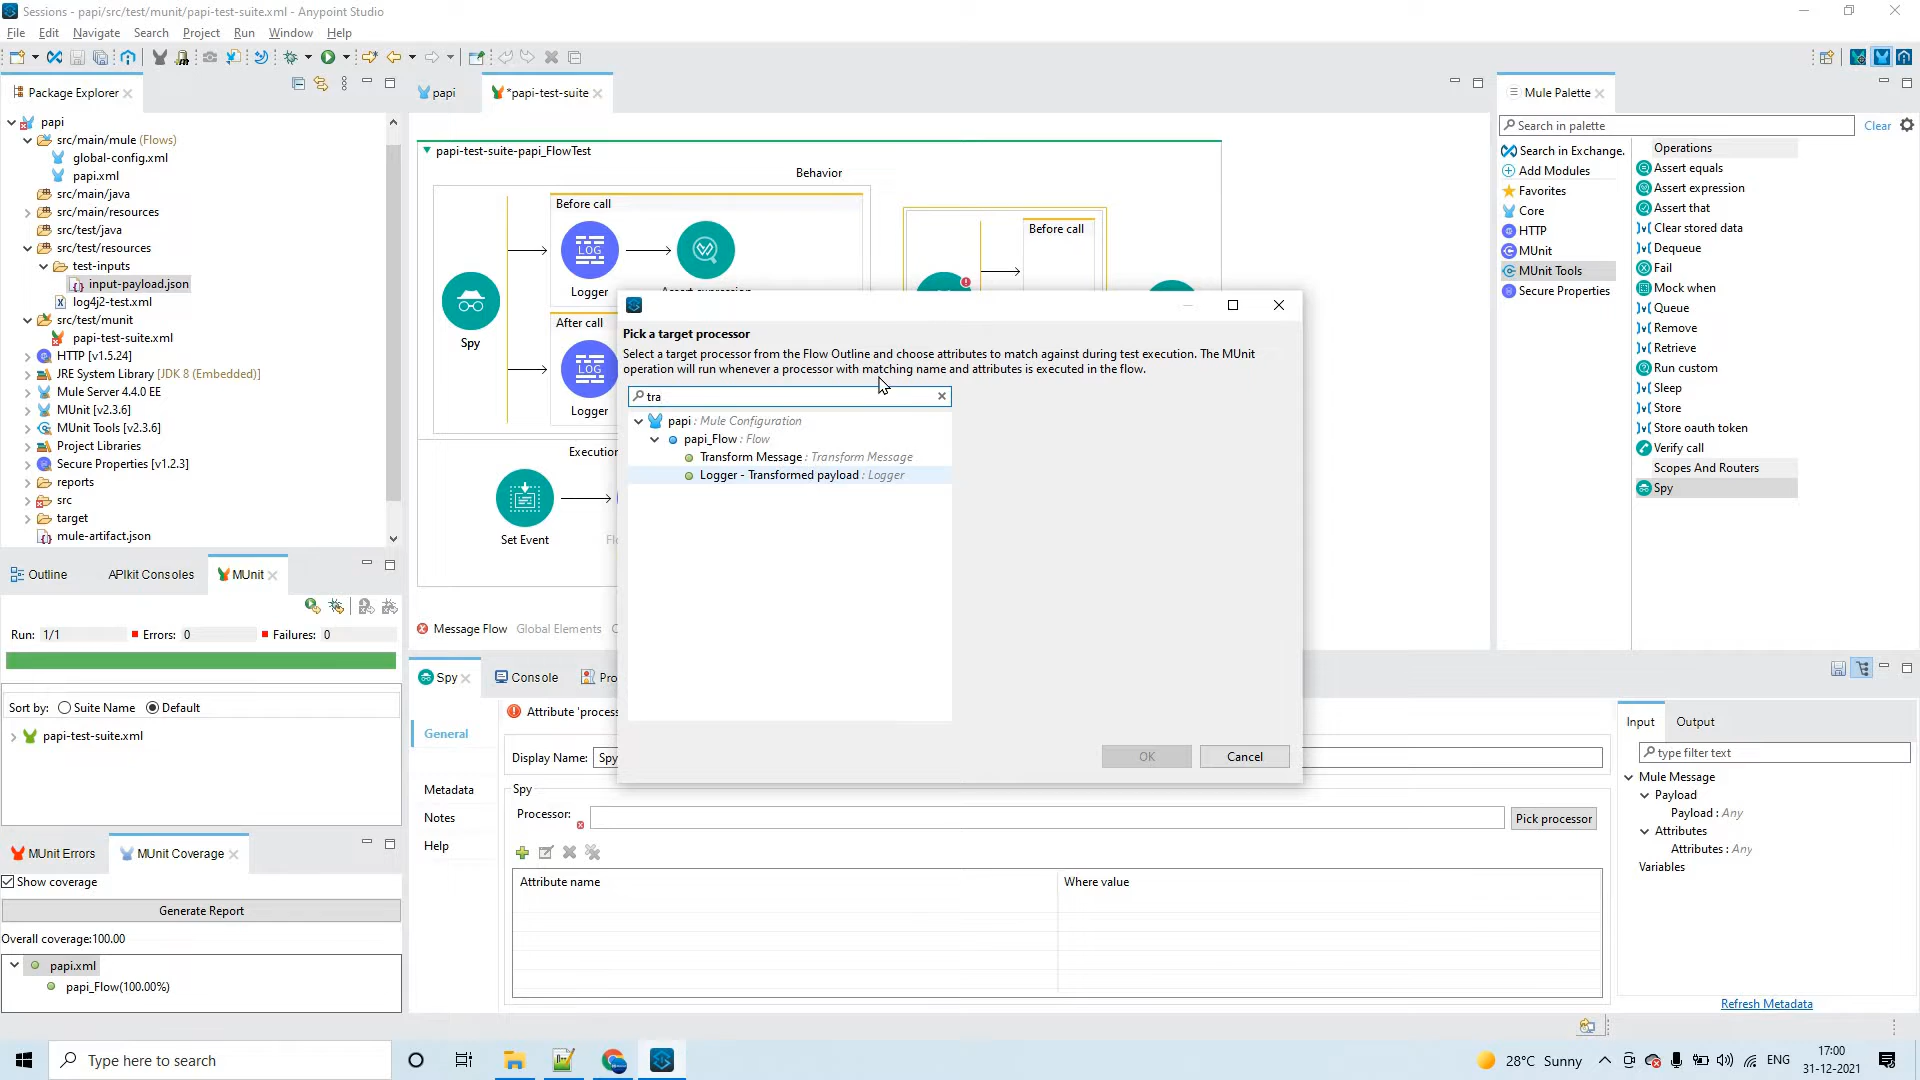 Sessions - papi/src/test/munit/papi-test-suite.xml - Anypoint Studio
File Edit Navigate Search Project Run Window Help
Package Explorer
papi
src/main/mule (Flows)
global-config.xml
papi.xml
src/main/java
src/main/resources
src/test/java
src/test/resources
test-inputs
input-payload.json
log4j2-test.xml
src/test/munit
papi-test-suite.xml
HTTP [v1.5.24]
JRE System Library [JDK 8 (Embedded)]
Mule Server 4.4.0 EE
MUnit [v2.3.6]
MUnit Tools [v2.3.6]
Project Libraries
Secure Properties [v1.2.3]
reports
src
target
mule-artifact.json
papi
*papi-test-suite
papi-test-suite-papi_FlowTest
Behavior
Before call
LOG
Logger
Assert expression
Spy
After call
LOG
Logger
Before call
Execution
Set Event
Message Flow
Global Elements
Pick a target processor
Select a target processor from the Flow Outline and choose attributes to match against during test execution. The MUnit
operation will run whenever a processor with matching name and attributes is executed in the flow.
tra
papi : Mule Configuration
papi_Flow : Flow
Transform Message : Transform Message
Logger - Transformed payload : Logger
OK
Cancel
Mule Palette
Search in palette
Clear
Search in Exchange.
Add Modules
Favorites
Core
HTTP
MUnit
MUnit Tools
Secure Properties
Operations
Assert equals
Assert expression
Assert that
Clear stored data
Dequeue
Fail
Mock when
Queue
Remove
Retrieve
Run custom
Sleep
Store
Store oauth token
Verify call
Scopes And Routers
Spy
Outline
APIkit Consoles
MUnit
Run: 1/1
Errors: 0
Failures: 0
Sort by:
Suite Name
Default
papi-test-suite.xml
MUnit Errors
MUnit Coverage
Show coverage
Generate Report
Overall coverage:100.00
papi.xml
papi_Flow(100.00%)
Spy
Console
Pro
General
Metadata
Notes
Help
Attribute 'process
Display Name:
Spy
Spy
Processor:
Pick processor
Attribute name
Where value
Input
Output
type filter text
Mule Message
Payload
Payload : Any
Attributes
Attributes : Any
Variables
Refresh Metadata
Type here to search
28°C Sunny
ENG
17:00
31-12-2021